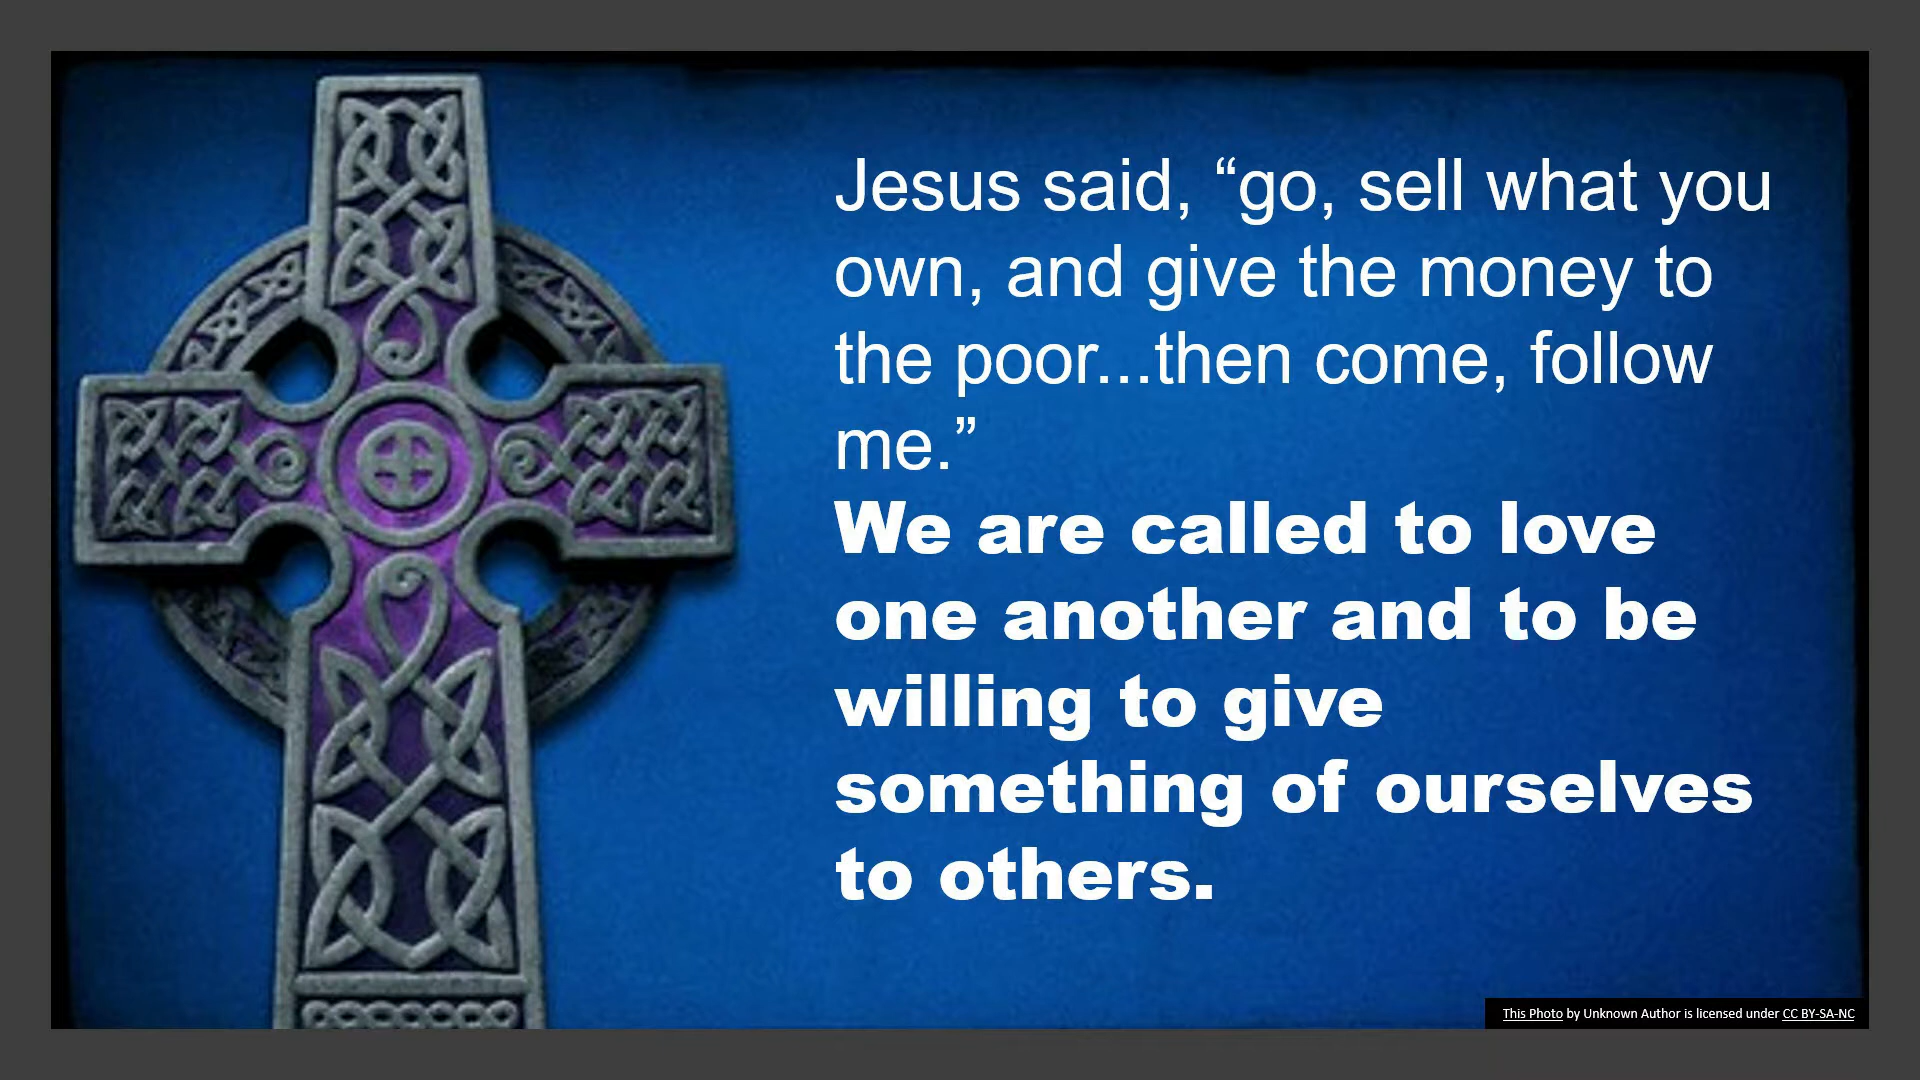 Jesus said, “go, sell what you
own, and give the money to
the poor...then come, follow
me.”
We are called to love
one another and to be
willing to give
something of ourselves
to others.
This Photo by Unknown Author is licensed under CC BY-SA-NC